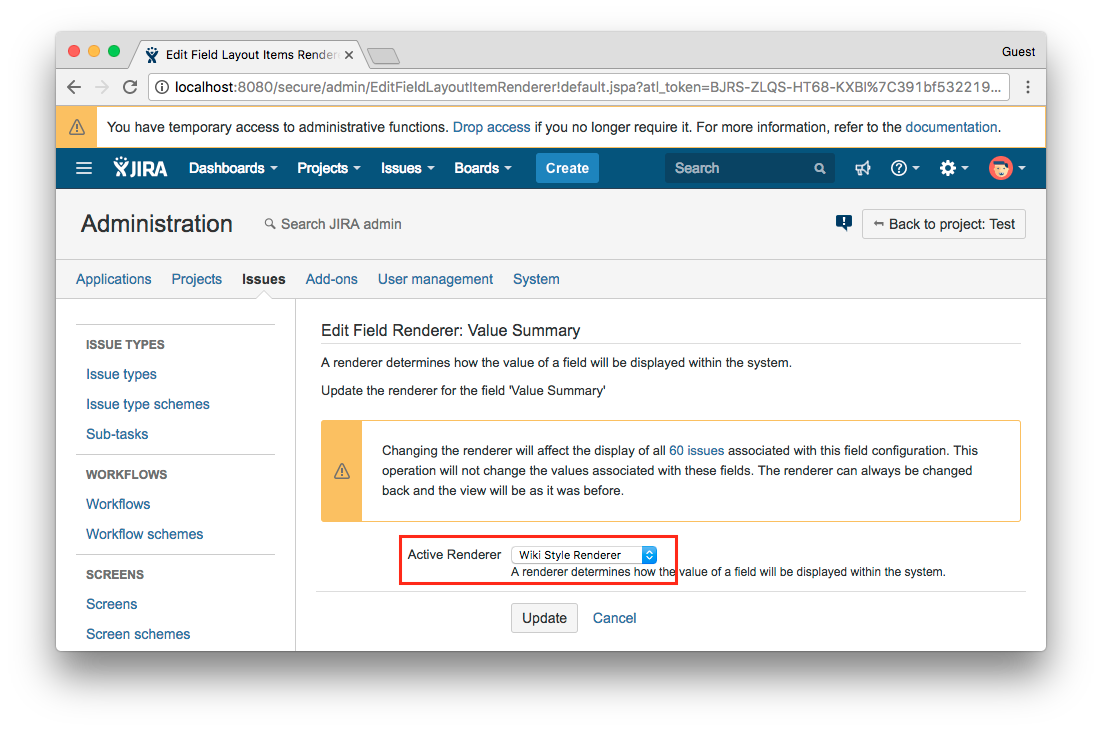 Edit Field Layout Items Render
Guest
localhost:8080/secure/admin/EditFieldLayoutItemRenderer!default.jspa?atl_token=BJRS-ZLQS-HT68-KXBI%7C391bf532219...
You have temporary access to administrative functions. Drop access if you no longer require it. For more information, refer to the documentation.
JIRA Dashboards Projects Issues Boards Create Search
Administration Search JIRA admin Back to project: Test
Applications Projects Issues Add-ons User management System
ISSUE TYPES
Issue types
Issue type schemes
Sub-tasks
WORKFLOWS
Workflows
Workflow schemes
SCREENS
Screens
Screen schemes
Edit Field Renderer: Value Summary
A renderer determines how the value of a field will be displayed within the system.
Update the renderer for the field 'Value Summary'
Changing the renderer will affect the display of all 60 issues associated with this field configuration. This
operation will not change the values associated with these fields. The renderer can always be changed
back and the view will be as it was before.
Active Renderer Wiki Style Renderer
A renderer determines how the value of a field will be displayed within the system.
Update Cancel